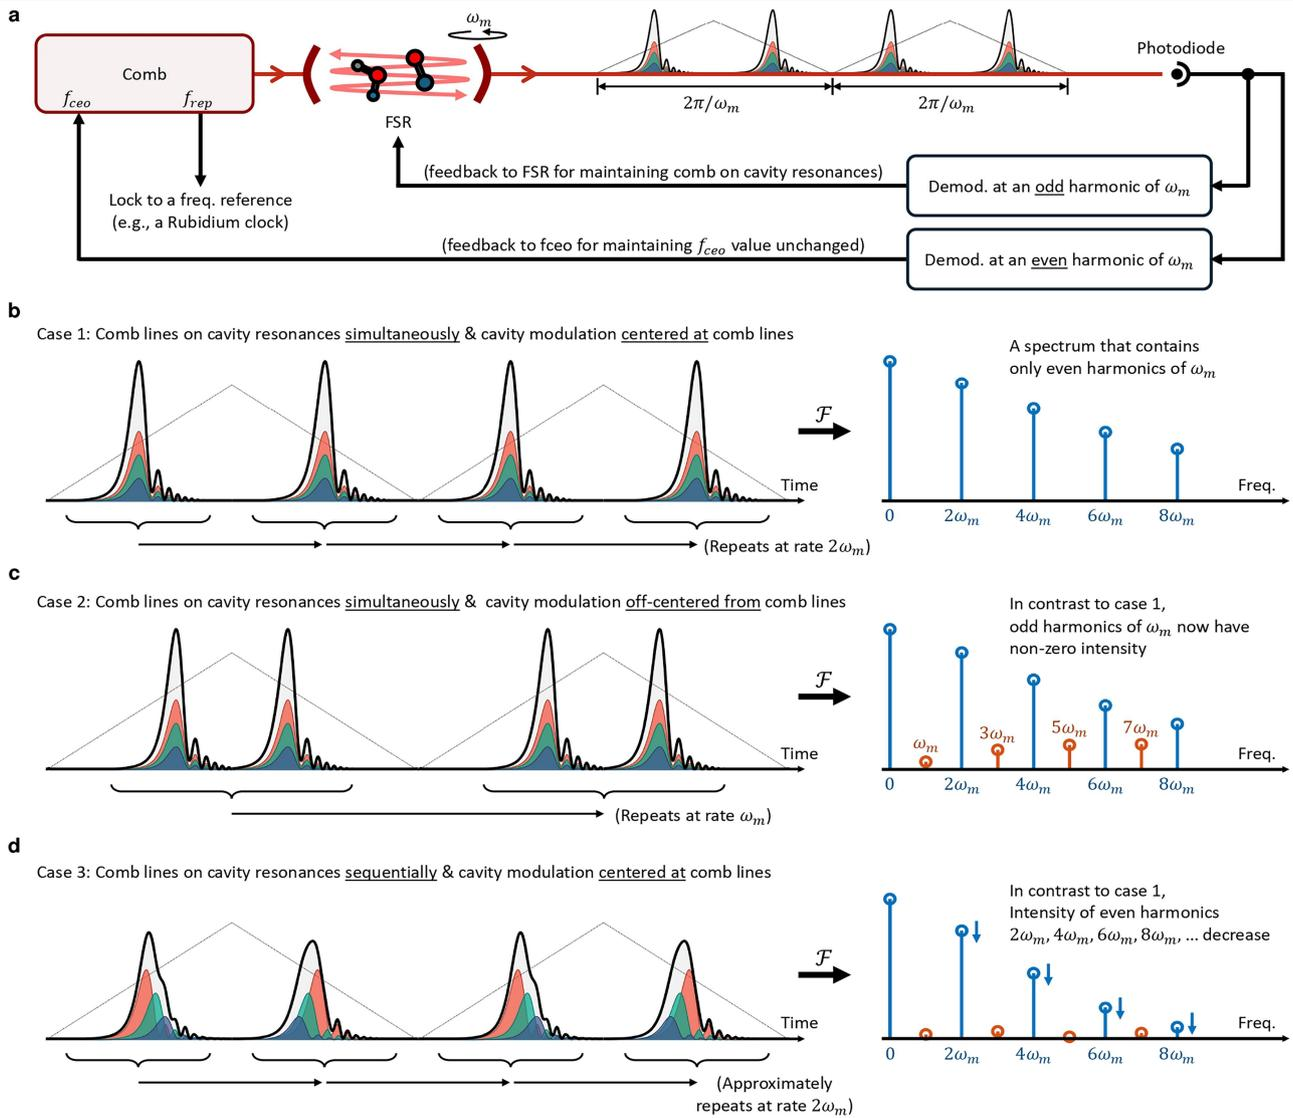 a
Comb
f_ceo
f_rep
ω_m
FSR
2π/ω_m
2π/ω_m
Photodiode
Lock to a freq. reference
(e.g., a Rubidium clock)
(feedback to FSR for maintaining comb on cavity resonances)
Demod. at an odd harmonic of ω_m
(feedback to fceo for maintaining f_ceo value unchanged)
Demod. at an even harmonic of ω_m
b
Case 1: Comb lines on cavity resonances simultaneously & cavity modulation centered at comb lines
Time
(Repeats at rate 2ω_m)
ℱ
A spectrum that contains
only even harmonics of ω_m
Freq.
0 2ω_m 4ω_m 6ω_m 8ω_m
c
Case 2: Comb lines on cavity resonances simultaneously & cavity modulation off-centered from comb lines
Time
(Repeats at rate ω_m)
ℱ
In contrast to case 1,
odd harmonics of ω_m now have
non-zero intensity
ω_m 3ω_m 5ω_m 7ω_m
Freq.
0 2ω_m 4ω_m 6ω_m 8ω_m
d
Case 3: Comb lines on cavity resonances sequentially & cavity modulation centered at comb lines
Time
(Approximately
repeats at rate 2ω_m)
ℱ
In contrast to case 1,
Intensity of even harmonics
2ω_m, 4ω_m, 6ω_m, 8ω_m, ... decrease
Freq.
0 2ω_m 4ω_m 6ω_m 8ω_m